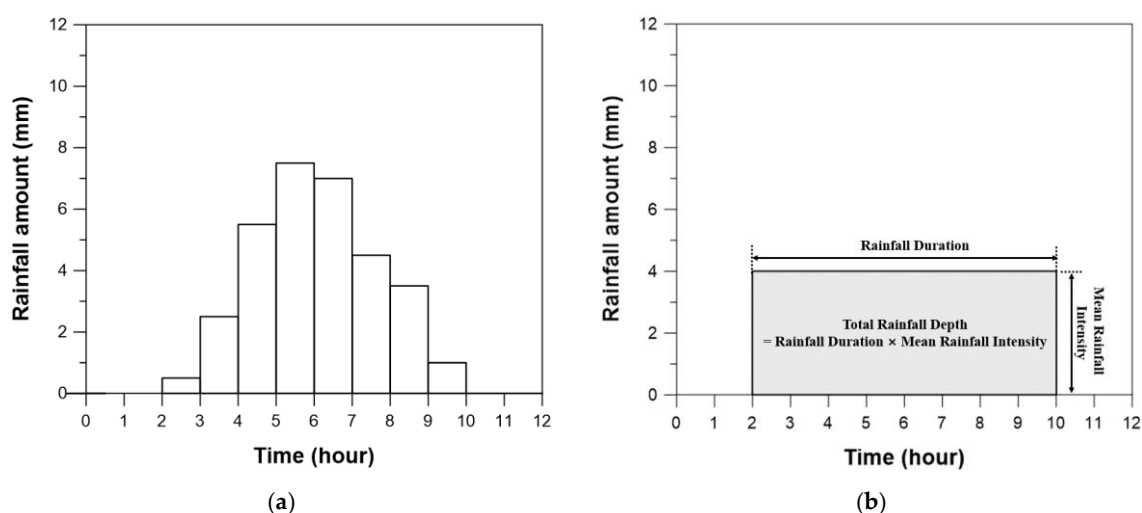 12
10
8
6
4
2
0
Rainfall amount (mm)
0 1 2 3 4 5 6 7 8 9 10 11 12
Time (hour)
(a)
12
10
8
6
4
2
0
Rainfall amount (mm)
Rainfall Duration
Total Rainfall Depth
= Rainfall Duration × Mean Rainfall Intensity
Mean Rainfall
Intensity
0 1 2 3 4 5 6 7 8 9 10 11 12
Time (hour)
(b)